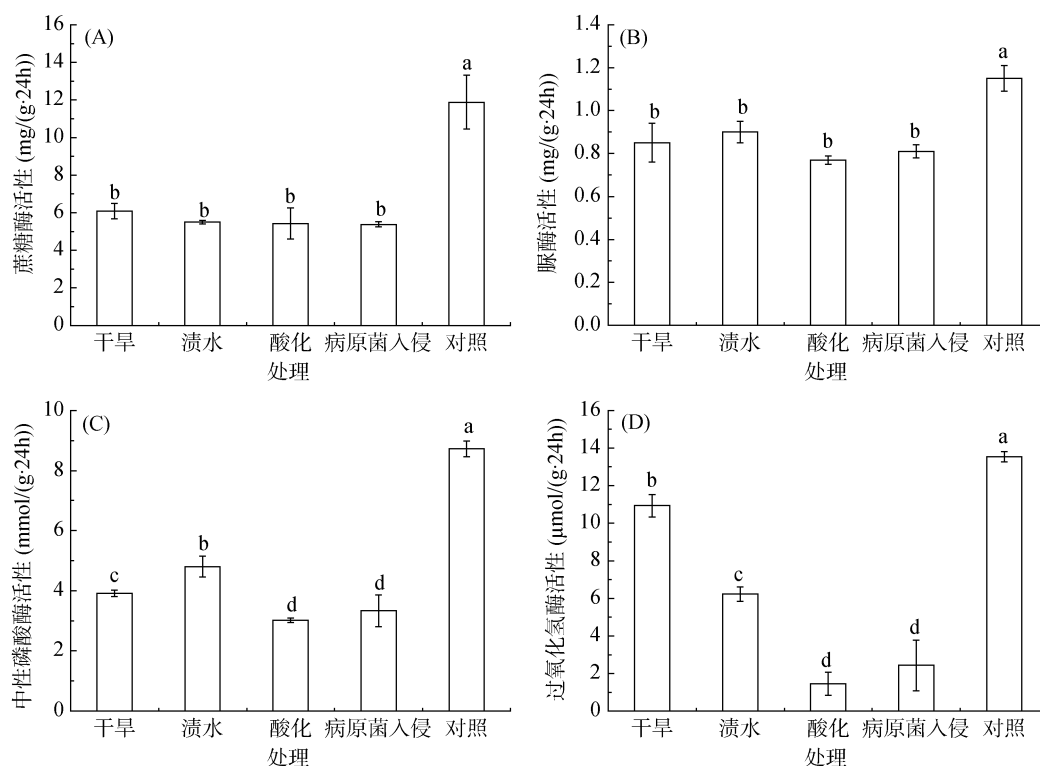 (A)
蔗糖酶活性 (mg/(g·24h))
16
14
12
10
8
6
4
2
0
b
b
b
b
a
干旱
渍水
酸化
病原菌入侵
对照
处理
(B)
脲酶活性 (mg/(g·24h))
1.4
1.2
1.0
0.8
0.6
0.4
0.2
0.0
b
b
b
b
a
干旱
渍水
酸化
病原菌入侵
对照
处理
(C)
中性磷酸酶活性 (mmol/(g·24h))
10
8
6
4
2
0
c
b
d
d
a
干旱
渍水
酸化
病原菌入侵
对照
处理
(D)
过氧化氢酶活性 (μmol/(g·24h))
16
14
12
10
8
6
4
2
0
b
c
d
d
a
干旱
渍水
酸化
病原菌入侵
对照
处理